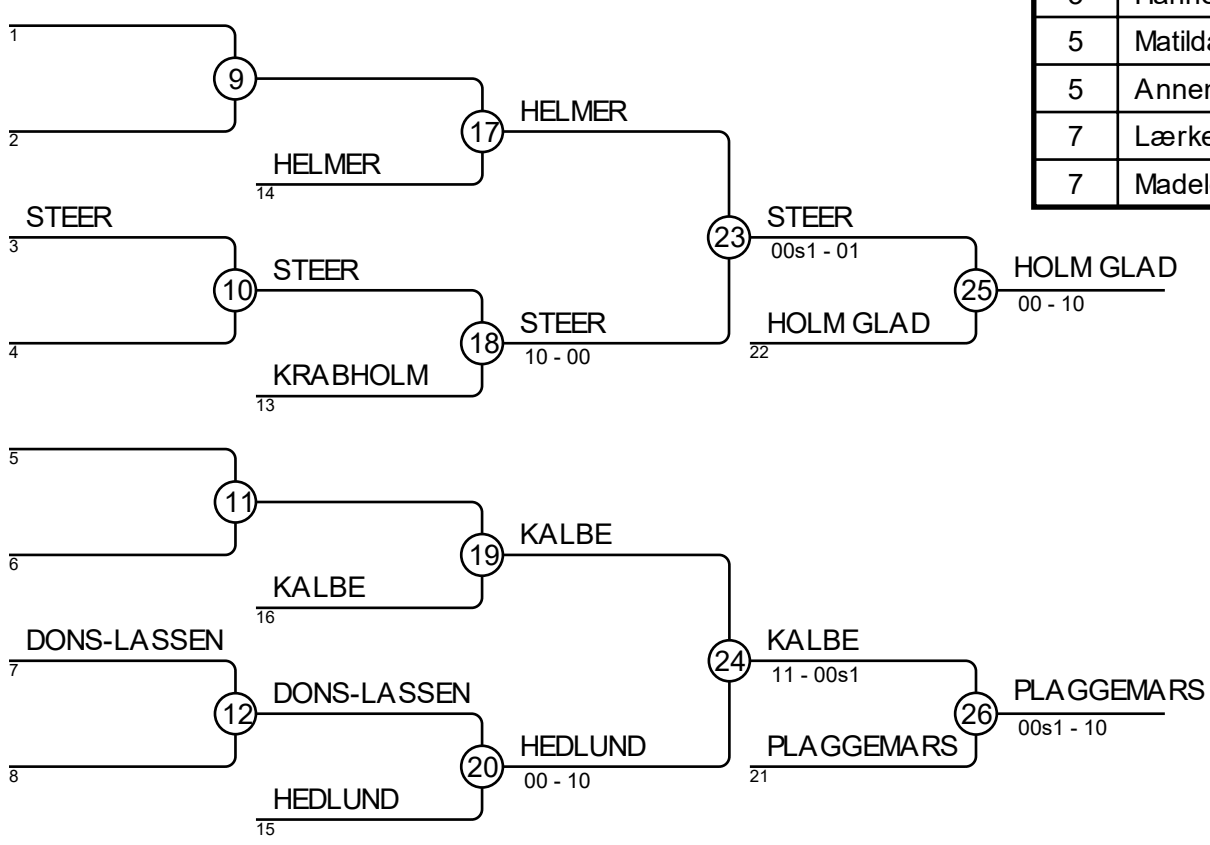 1
9
2
HELMER
17
HELMER
14
STEER
3
10
STEER
4
18
STEER
10 - 00
KRABHOLM
13
23
STEER
00s1 - 01
HOLM GLAD
22
25
HOLM GLAD
00 - 10
5
11
6
19
KALBE
KALBE
16
DONS-LASSEN
7
12
DONS-LASSEN
8
20
HEDLUND
00 - 10
HEDLUND
15
24
KALBE
11 - 00s1
PLAGGEMARS
21
26
PLAGGEMARS
00s1 - 10
5
5
7 Lærke
7